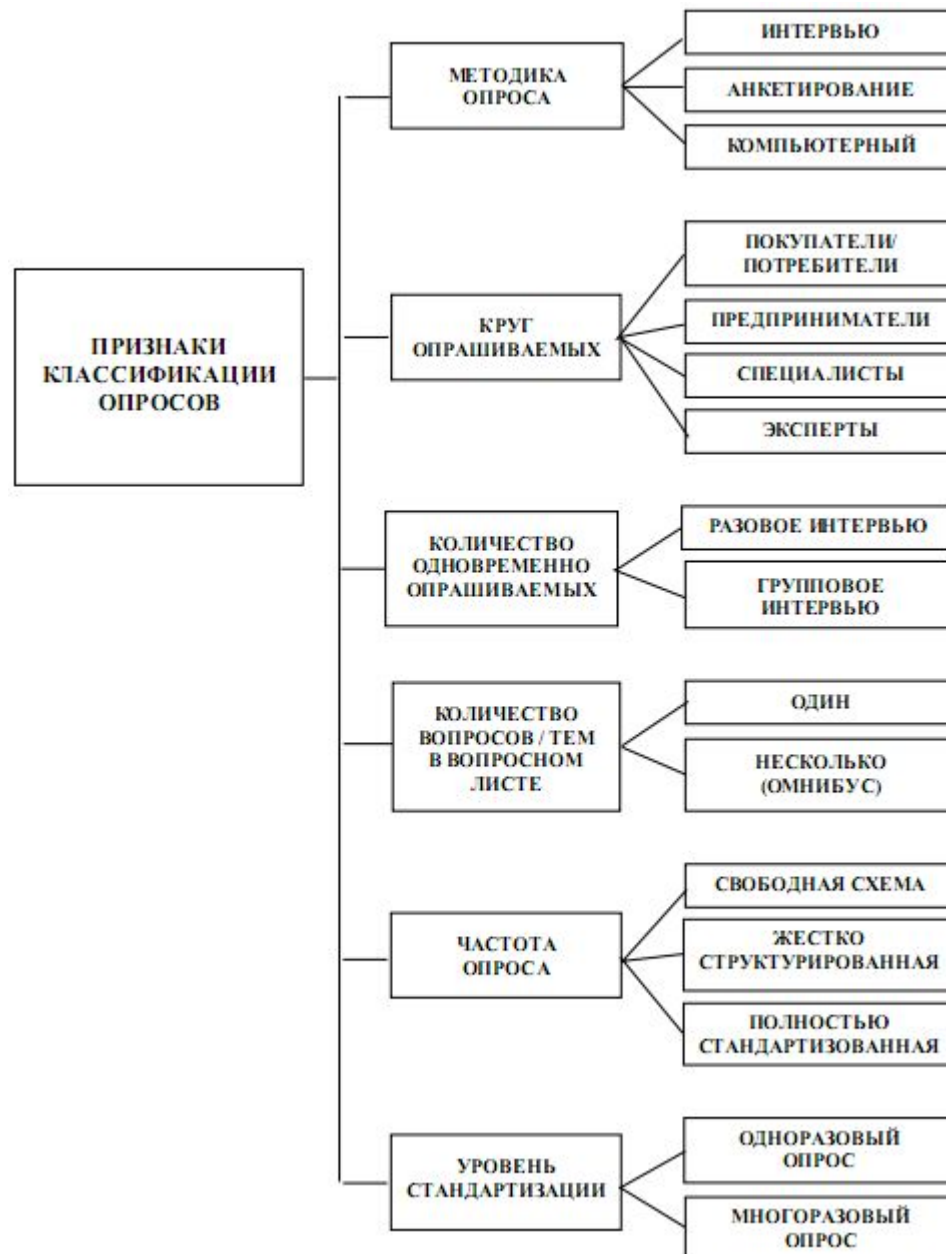 ПРИЗНАКИ
КЛАССИФИКАЦИИ
ОПРОСОВ
МЕТОДИКА
ОПРОСА
ИНТЕРВЬЮ
АНКЕТИРОВАНИЕ
КОМПЬЮТЕРНЫЙ
КРУГ
ОПРАШИВАЕМЫХ
ПОКУПАТЕЛИ/
ПОТРЕБИТЕЛИ
ПРЕДПРИНИМАТЕЛИ
СПЕЦИАЛИСТЫ
ЭКСПЕРТЫ
КОЛИЧЕСТВО
ОДНОВРЕМЕННО
ОПРАШИВАЕМЫХ
РАЗОВОЕ ИНТЕРВЬЮ
ГРУППОВОЕ
ИНТЕРВЬЮ
КОЛИЧЕСТВО
ВОПРОСОВ / ТЕМ
В ВОПРОСНОМ
ЛИСТЕ
ОДИН
НЕСКОЛЬКО
(ОМНИБУС)
ЧАСТОТА
ОПРОСА
СВОБОДНАЯ СХЕМА
ЖЕСТКО
СТРУКТУРИРОВАННАЯ
ПОЛНОСТЬЮ
СТАНДАРТИЗОВАННАЯ
УРОВЕНЬ
СТАНДАРТИЗАЦИИ
ОДНОРАЗОВЫЙ
ОПРОС
МНОГОРАЗОВЫЙ
ОПРОС